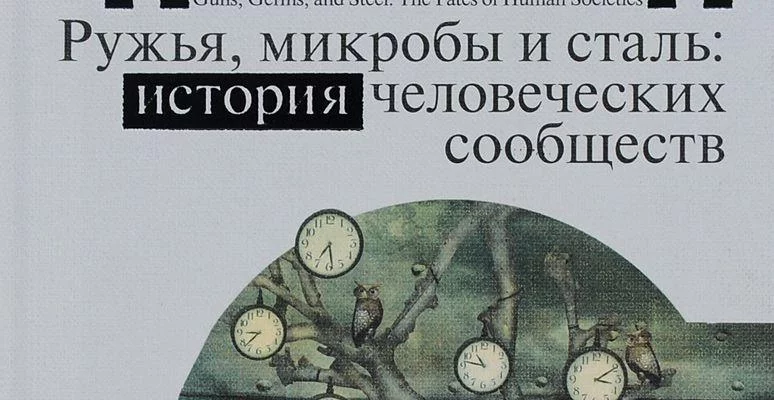 Guns, Germs, and Steel: The Fates of Human Societies
Ружья, микробы и сталь:
история человеческих
сообществ